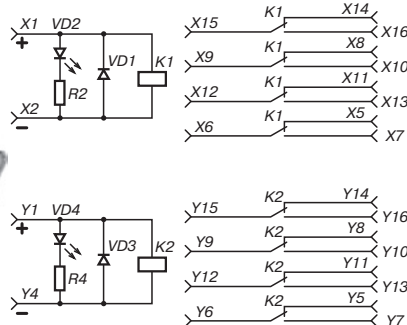 X1 VD2
+
VD1 K1
R2
X2
−
X15 K1 X14
X16
X9 K1 X8
X10
X12 K1 X11
X13
X6 K1 X5
X7
Y1 VD4
+
VD3 K2
R4
Y4
−
Y15 K2 Y14
Y16
Y9 K2 Y8
Y10
Y12 K2 Y11
Y13
Y6 K2 Y5
Y7